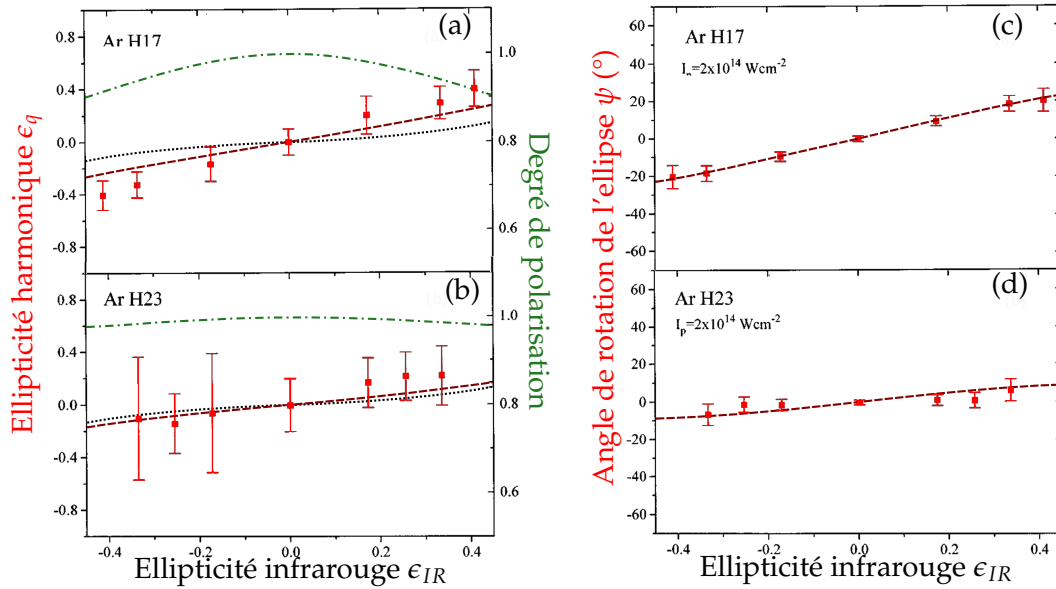 (a)
Ar H17
0.8
0.4
0.0
-0.4
-0.8
1.0
0.8
0.6
(b)
Ar H23
0.8
0.4
0.0
-0.4
-0.8
1.0
0.8
0.6
-0.4
-0.2
0.0
0.2
0.4
Ellipticité harmonique ϵq
Degré de polarisation
Ellipticité infrarouge ϵIR
(c)
Ar H17
60
40
20
0
-20
-40
-60
(d)
Ar H23
Ip=2x10^14 Wcm^-2
60
40
20
0
-20
-40
-60
-0.4
-0.2
0.0
0.2
0.4
Angle de rotation de l'ellipse ψ (°)
Ellipticité infrarouge ϵIR